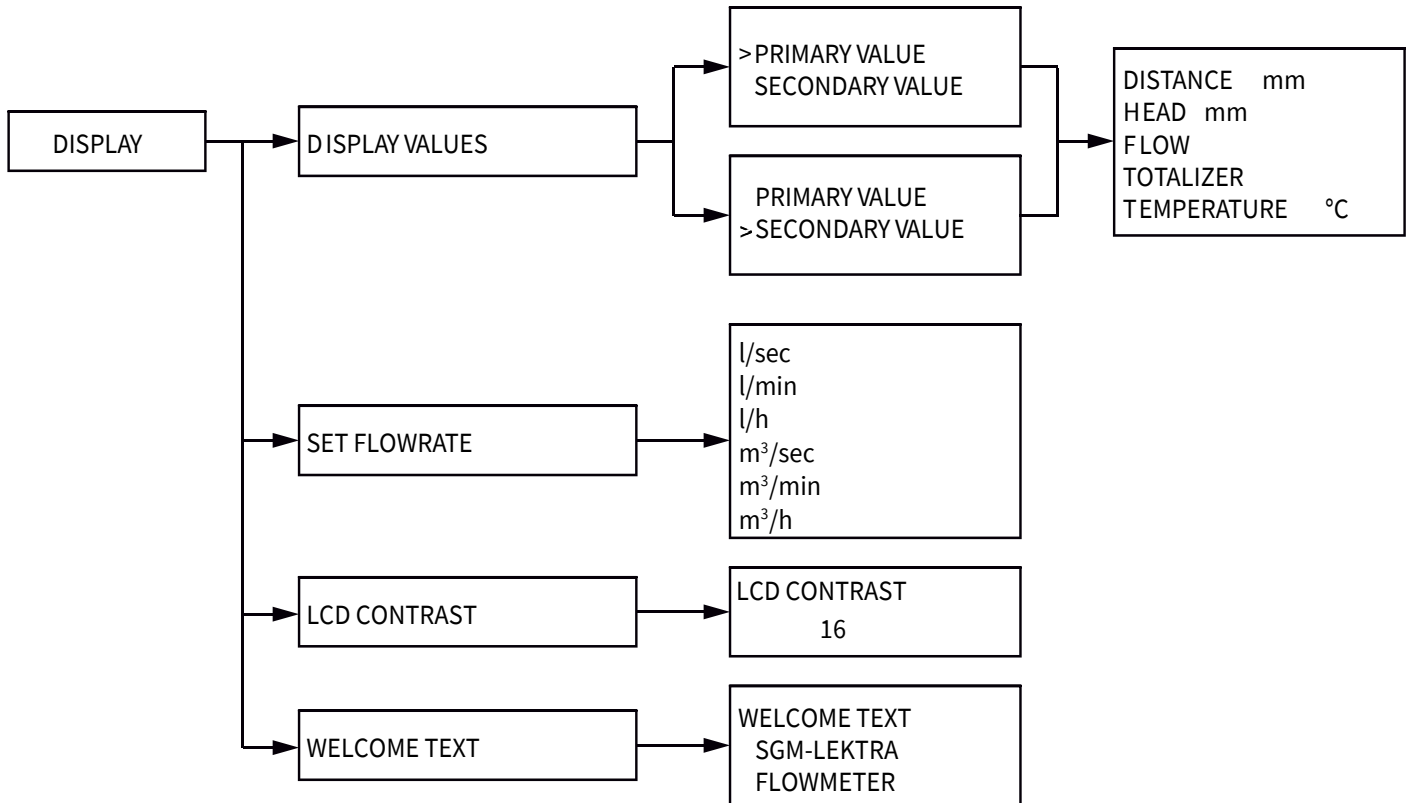 DISPLAY
DISPLAY VALUES
>PRIMARY VALUE
SECONDARY VALUE
PRIMARY VALUE
>SECONDARY VALUE
DISTANCE mm
HEAD mm
FLOW
TOTALIZER
TEMPERATURE °C
SET FLOWRATE
l/sec
l/min
l/h
m³/sec
m³/min
m³/h
LCD CONTRAST
LCD CONTRAST
16
WELCOME TEXT
WELCOME TEXT
SGM-LEKTRA
FLOWMETER